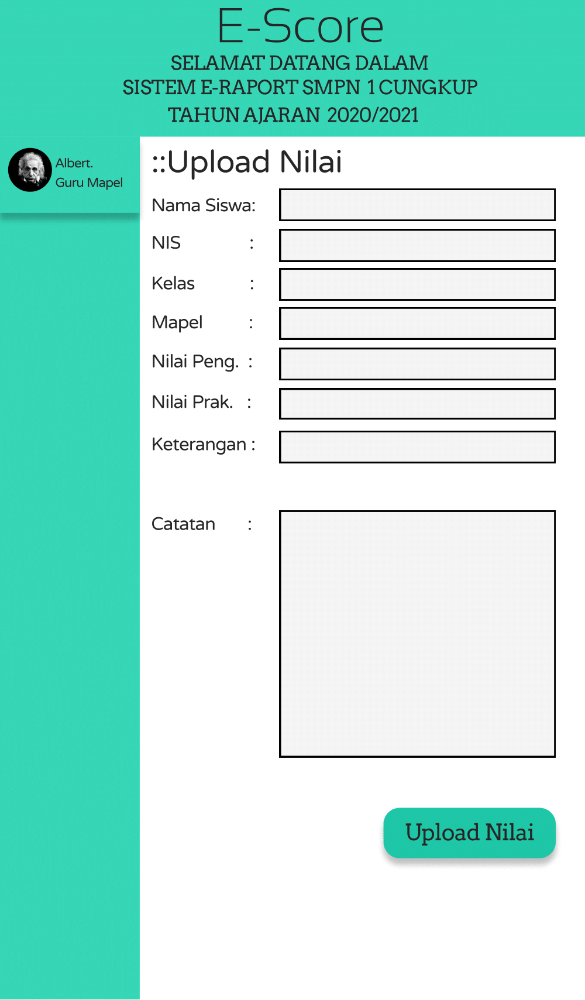 E-Score
SELAMAT DATANG DALAM
SISTEM E-RAPORT SMPN 1 CUNGKUP
TAHUN AJARAN 2020/2021
Albert.
Guru Mapel
::Upload Nilai
Nama Siswa:
NIS :
Kelas :
Mapel :
Nilai Peng. :
Nilai Prak. :
Keterangan :
Catatan :
Upload Nilai